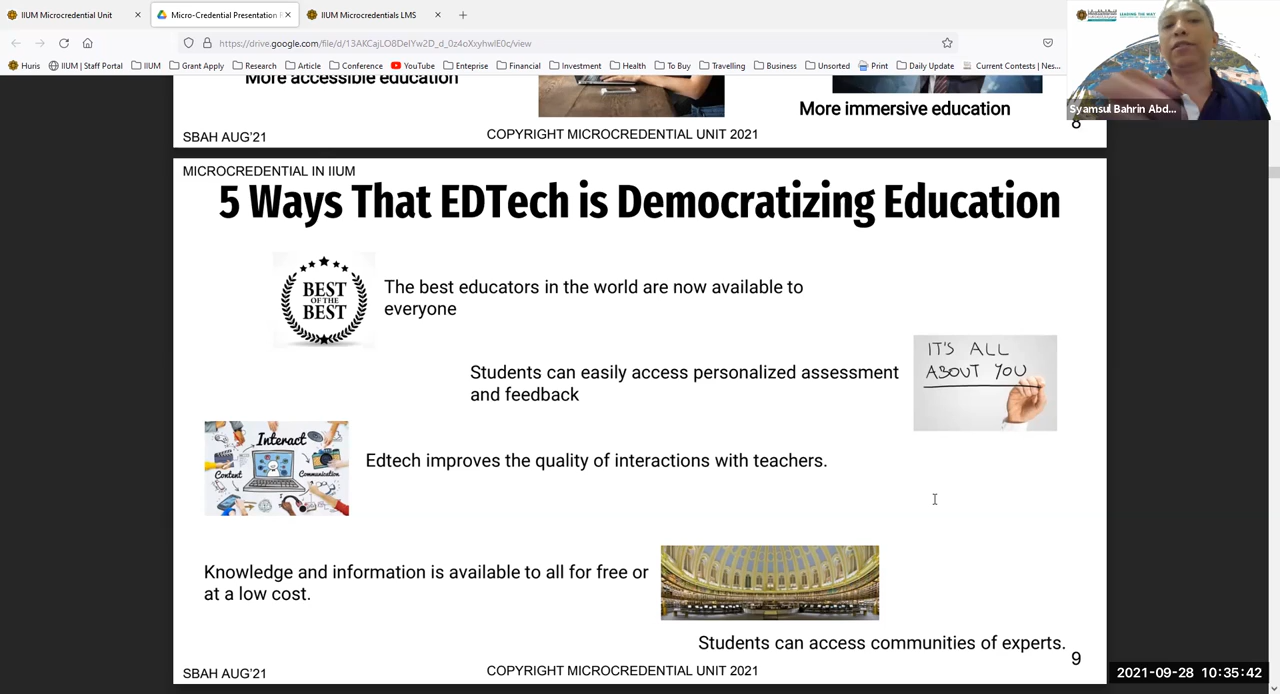 IIUM Microcredential Unit
Micro-Credential Presentation
IIUM Microcredentials LMS
https://drive.google.com/file/d/13AKCajLO8DeIYw2D_d_0z4oXxyhwIE0c/view
Huris
IIUM | Staff Portal
IIUM
Grant Apply
Research
Article
Conference
YouTube
Enteprise
Financial
Investment
Health
To Buy
Travelling
Business
Unsorted
Print
Daily Update
Current Contests | Nes...
LEADING THE WAY
Syamsul Bahrin Abd...
More accessible education
More immersive education
SBAH AUG'21
COPYRIGHT MICROCREDENTIAL UNIT 2021
8
MICROCREDENTIAL IN IIUM
5 Ways That EDTech is Democratizing Education
BEST
OF THE
BEST
The best educators in the world are now available to
everyone
Students can easily access personalized assessment
and feedback
IT'S ALL
ABOUT YOU
Interact
Content
Communication
Edtech improves the quality of interactions with teachers.
Knowledge and information is available to all for free or
at a low cost.
Students can access communities of experts.
SBAH AUG'21
COPYRIGHT MICROCREDENTIAL UNIT 2021
9
2021-09-28 10:35:42